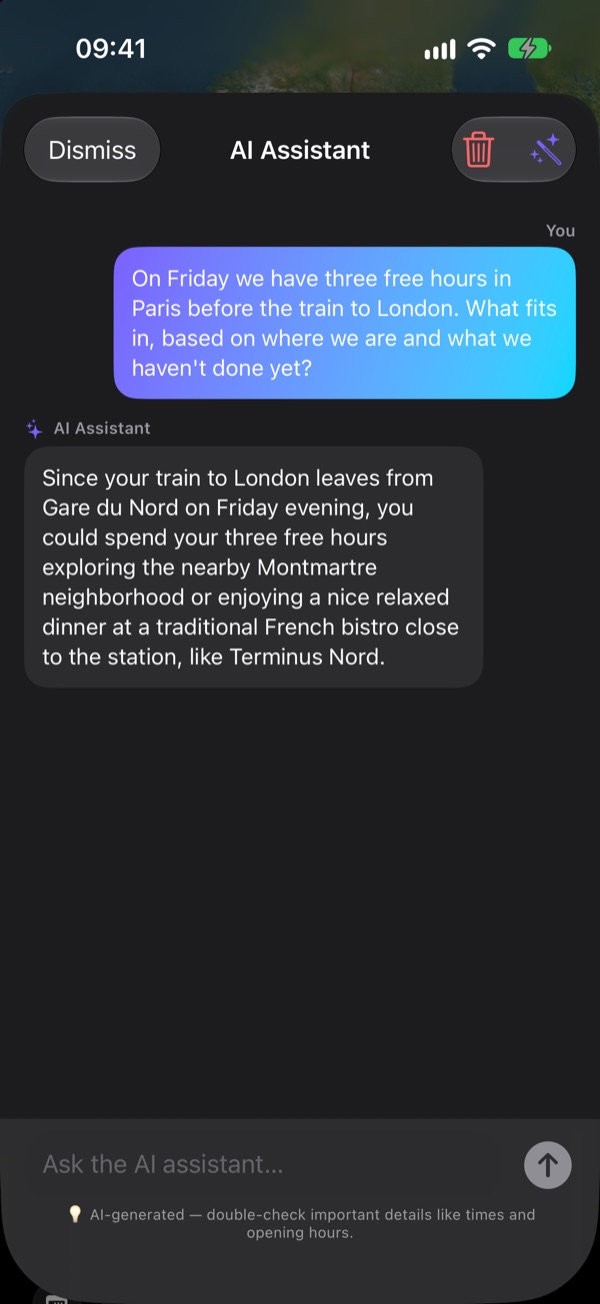 09:41
Dismiss
AI Assistant
You
On Friday we have three free hours in
Paris before the train to London. What fits
in, based on where we are and what we
haven't done yet?
AI Assistant
Since your train to London leaves from
Gare du Nord on Friday evening, you
could spend your three free hours
exploring the nearby Montmartre
neighborhood or enjoying a nice relaxed
dinner at a traditional French bistro close
to the station, like Terminus Nord.
Ask the AI assistant...
💡 AI-generated — double-check important details like times and
opening hours.